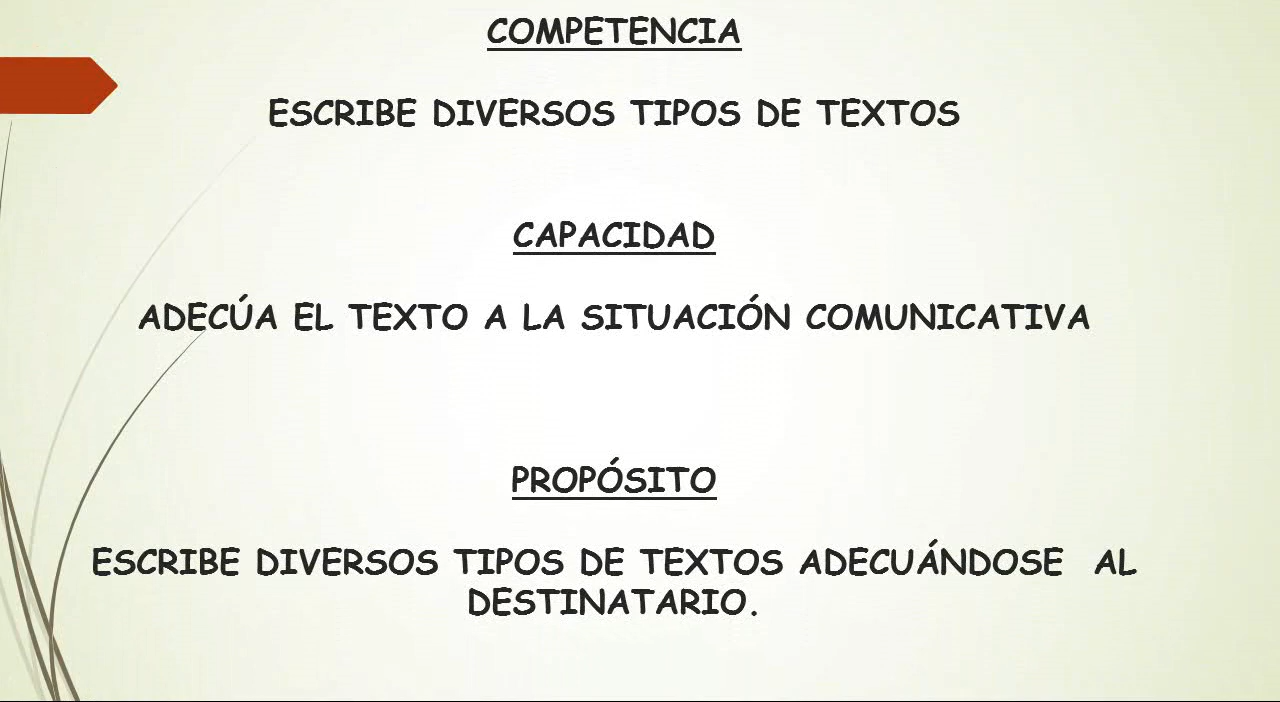 COMPETENCIA
ESCRIBE DIVERSOS TIPOS DE TEXTOS
CAPACIDAD
ADECÚA EL TEXTO A LA SITUACIÓN COMUNICATIVA
PROPÓSITO
ESCRIBE DIVERSOS TIPOS DE TEXTOS ADECUÁNDOSE AL
DESTINATARIO.